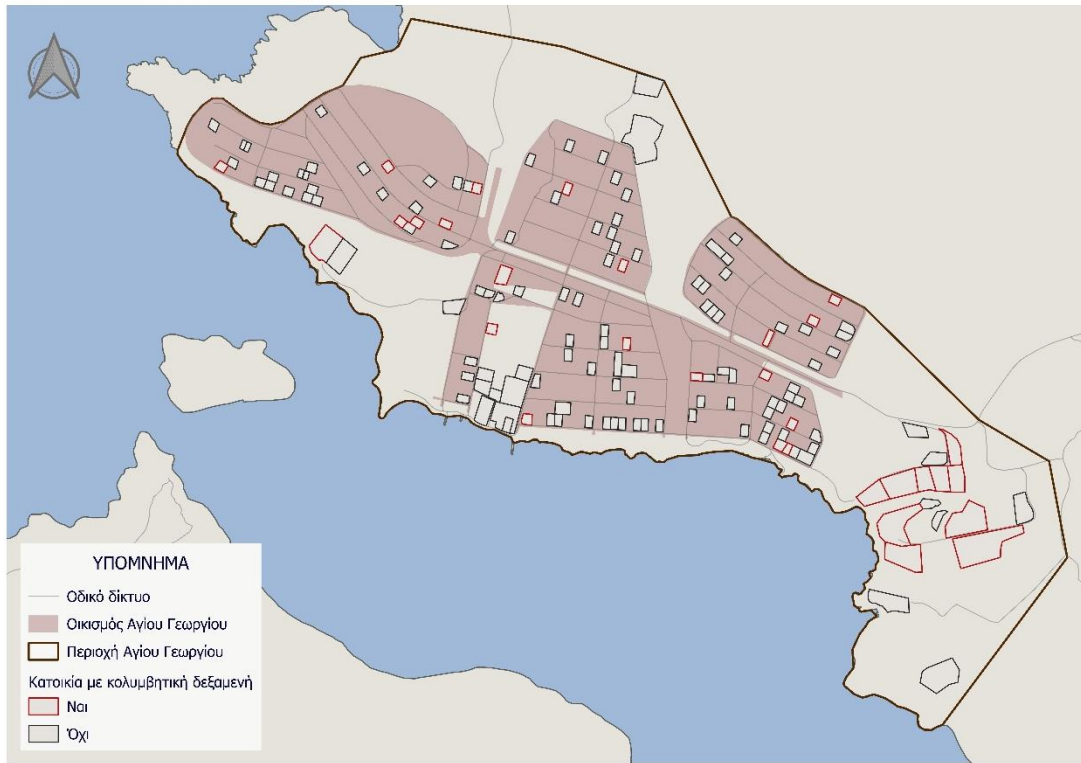 ΥΠΟΜΝΗΜΑ
Οδικό δίκτυο
Οικισμός Αγίου Γεωργίου
Περιοχή Αγίου Γεωργίου
Κατοικία με κολυμβητική δεξαμενή
Ναι
Όχι